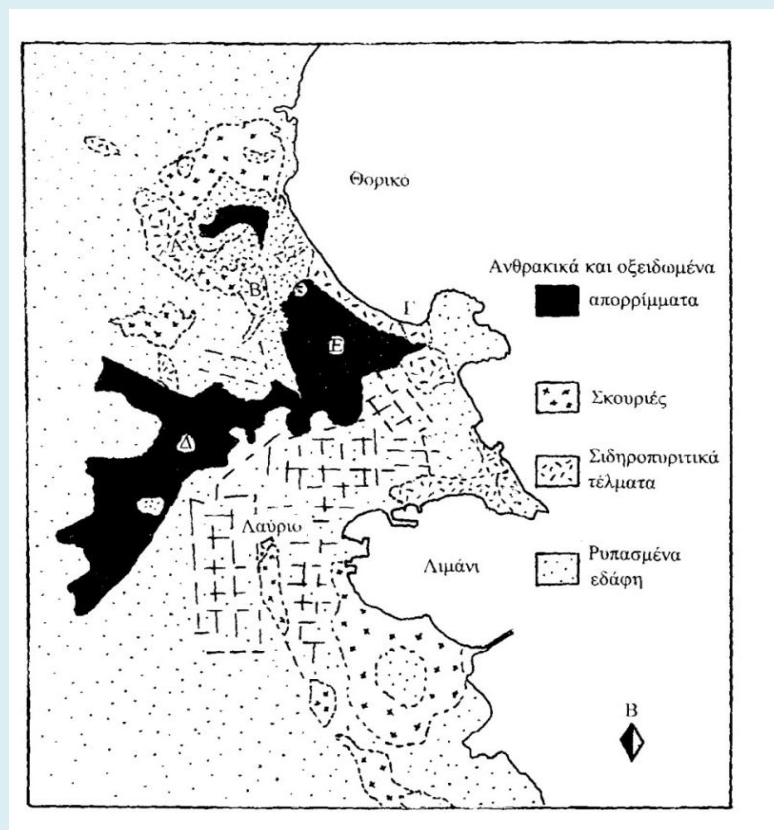 Θορικό
Ανθρακικά και οξειδωμένα
απορρίμματα
Σκουριές
Σιδηροπυριτικά
τέλματα
Ρυπασμένα
εδάφη
Α
Β
Γ
Ε
Δ
Λαύριο
Λιμάνι
Β